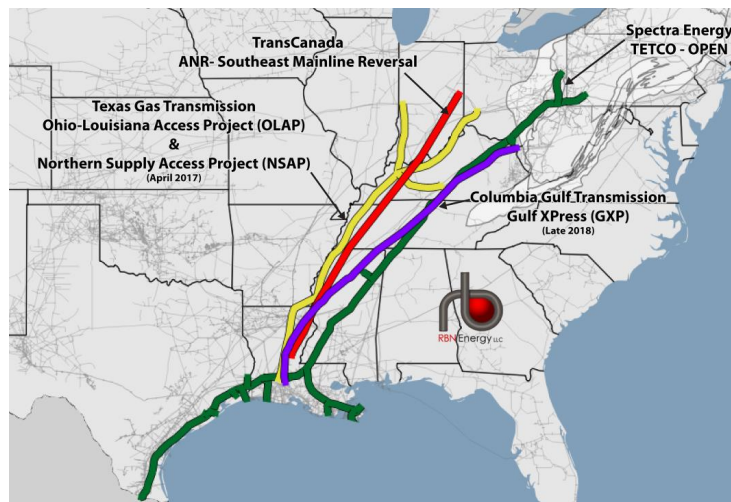 TransCanada
ANR- Southeast Mainline Reversal
Spectra Energy
TETCO - OPEN
Texas Gas Transmission
Ohio-Louisiana Access Project (OLAP)
&
Northern Supply Access Project (NSAP)
(April 2017)
Columbia Gulf Transmission
Gulf XPress (GXP)
(Late 2018)
RBN Energy LLC